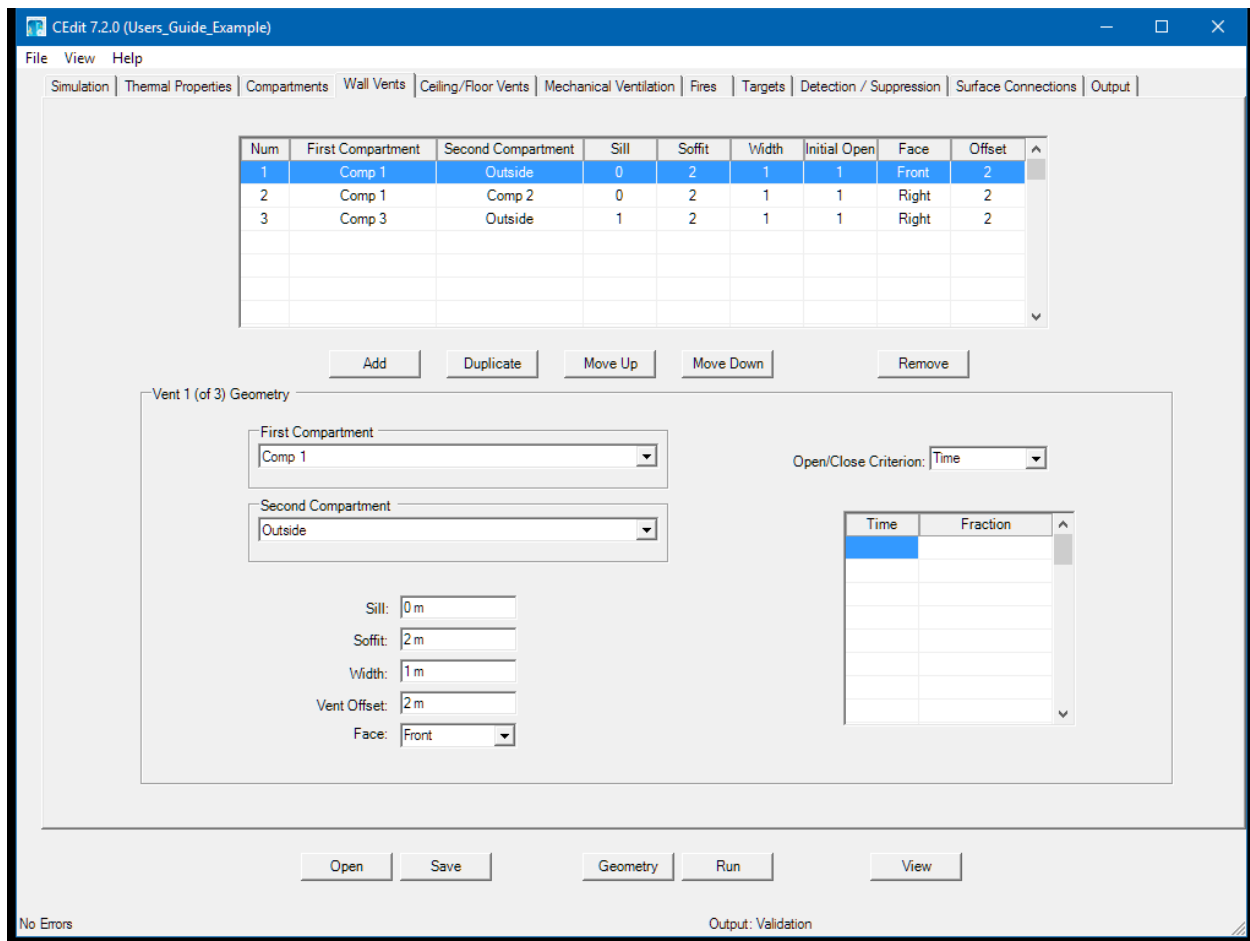 CEdit 7.2.0 (Users_Guide_Example)
File View Help
Simulation Thermal Properties Compartments Wall Vents Ceiling/Floor Vents Mechanical Ventilation Fires Targets Detection / Suppression Surface Connections Output
Num First Compartment Second Compartment Sill Soffit Width Initial Open Face Offset
1 Comp 1 Outside 0 2 1 1 Front 2
2 Comp 1 Comp 2 0 2 1 1 Right 2
3 Comp 3 Outside 1 2 1 1 Right 2
Add Duplicate Move Up Move Down Remove
Vent 1 (of 3) Geometry
First Compartment
Comp 1
Open/Close Criterion: Time
Second Compartment
Outside
Time Fraction
Sill: 0 m
Soffit: 2 m
Width: 1 m
Vent Offset: 2 m
Face: Front
Open Save Geometry Run View
No Errors Output: Validation